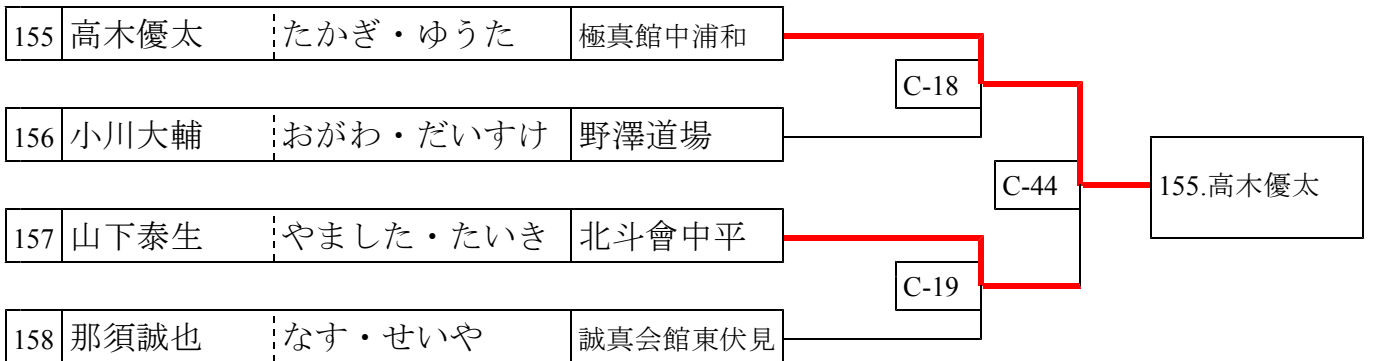 155 高木優太 たかぎ・ゆうた 極真館中浦和
C-18
156 小川大輔 おがわ・だいすけ 野澤道場
C-44 155.高木優太
157 山下泰生 やました・たいき 北斗會中平
C-19
158 那須誠也 なす・せいや 誠真会館東伏見